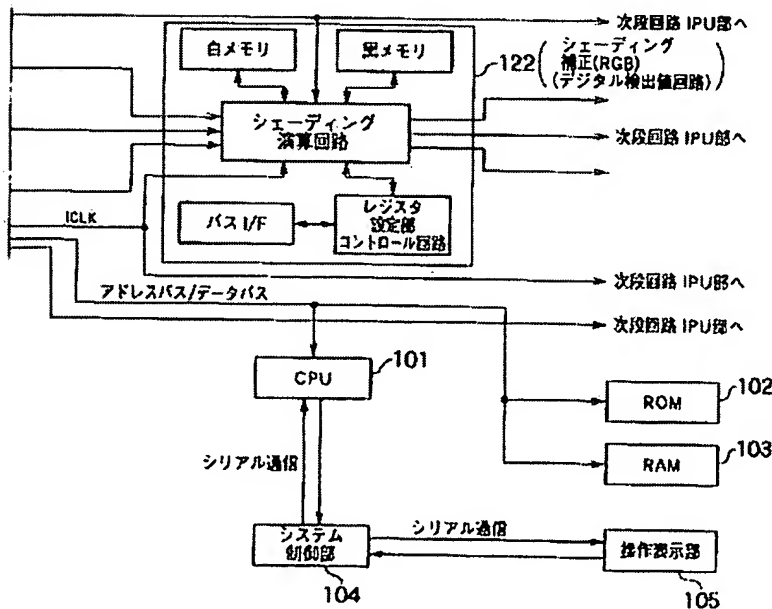 次段回路 IPU部へ
白メモリ
黒メモリ
122
シェーディング
補正(RGB)
(デジタル検出値回路)
シェーディング
演算回路
次段回路 IPU部へ
ICLK
バス I/F
レジスタ
設定部
コントロール回路
次段回路 IPU部へ
アドレスバス/データバス
次段回路 IPU部へ
101
CPU
102
ROM
103
RAM
シリアル通信
シリアル通信
システム
制御部
104
操作表示部
105